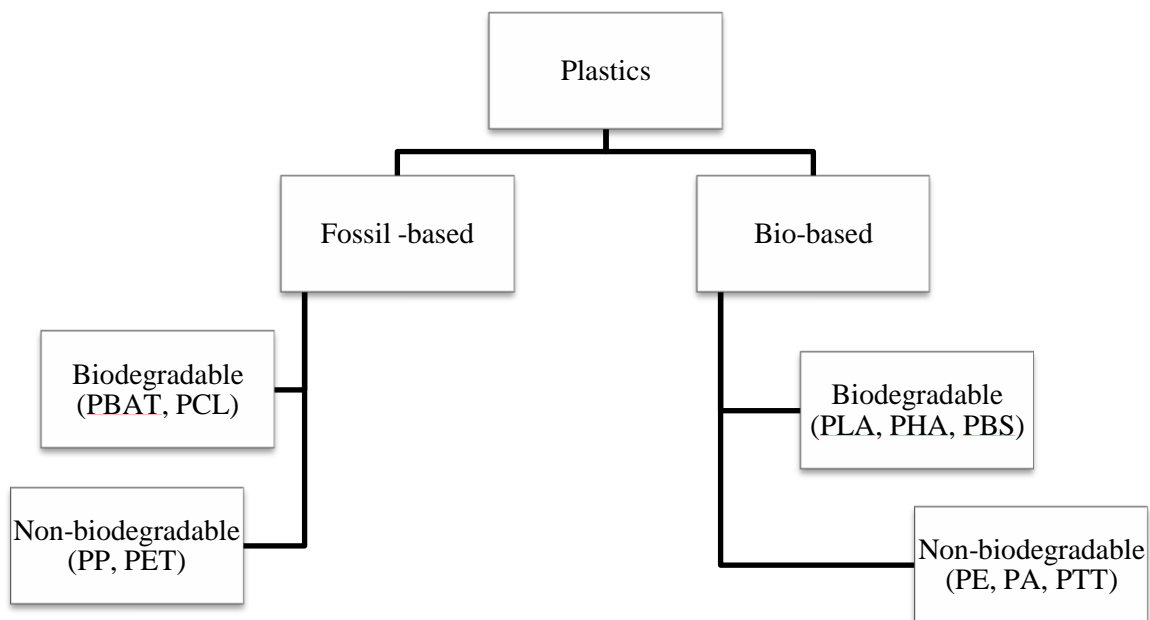 Plastics
Fossil -based
Bio-based
Biodegradable
(PBAT, PCL)
Non-biodegradable
(PP, PET)
Biodegradable
(PLA, PHA, PBS)
Non-biodegradable
(PE, PA, PTT)